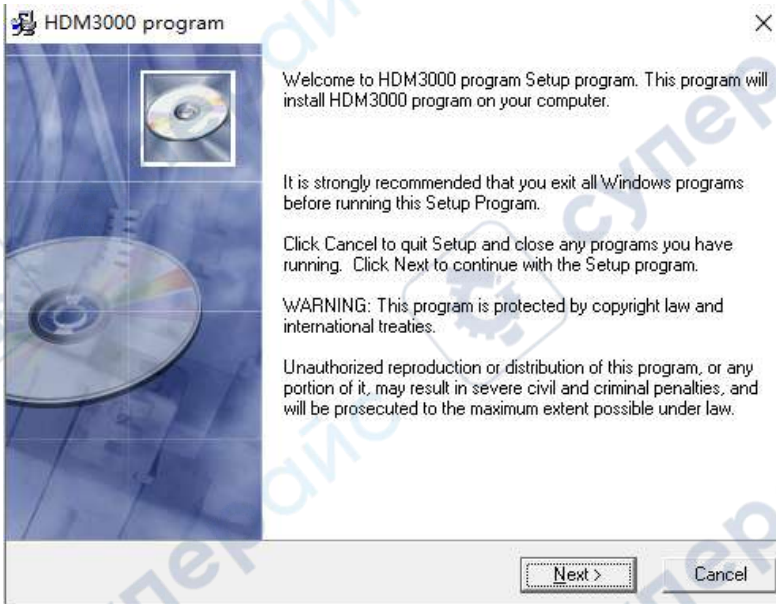 HDM3000 program
Welcome to HDM3000 program Setup program. This program will
install HDM3000 program on your computer.
It is strongly recommended that you exit all Windows programs
before running this Setup Program.
Click Cancel to quit Setup and close any programs you have
running. Click Next to continue with the Setup program.
WARNING: This program is protected by copyright law and
international treaties.
Unauthorized reproduction or distribution of this program, or any
portion of it, may result in severe civil and criminal penalties, and
will be prosecuted to the maximum extent possible under law.
Next >
Cancel